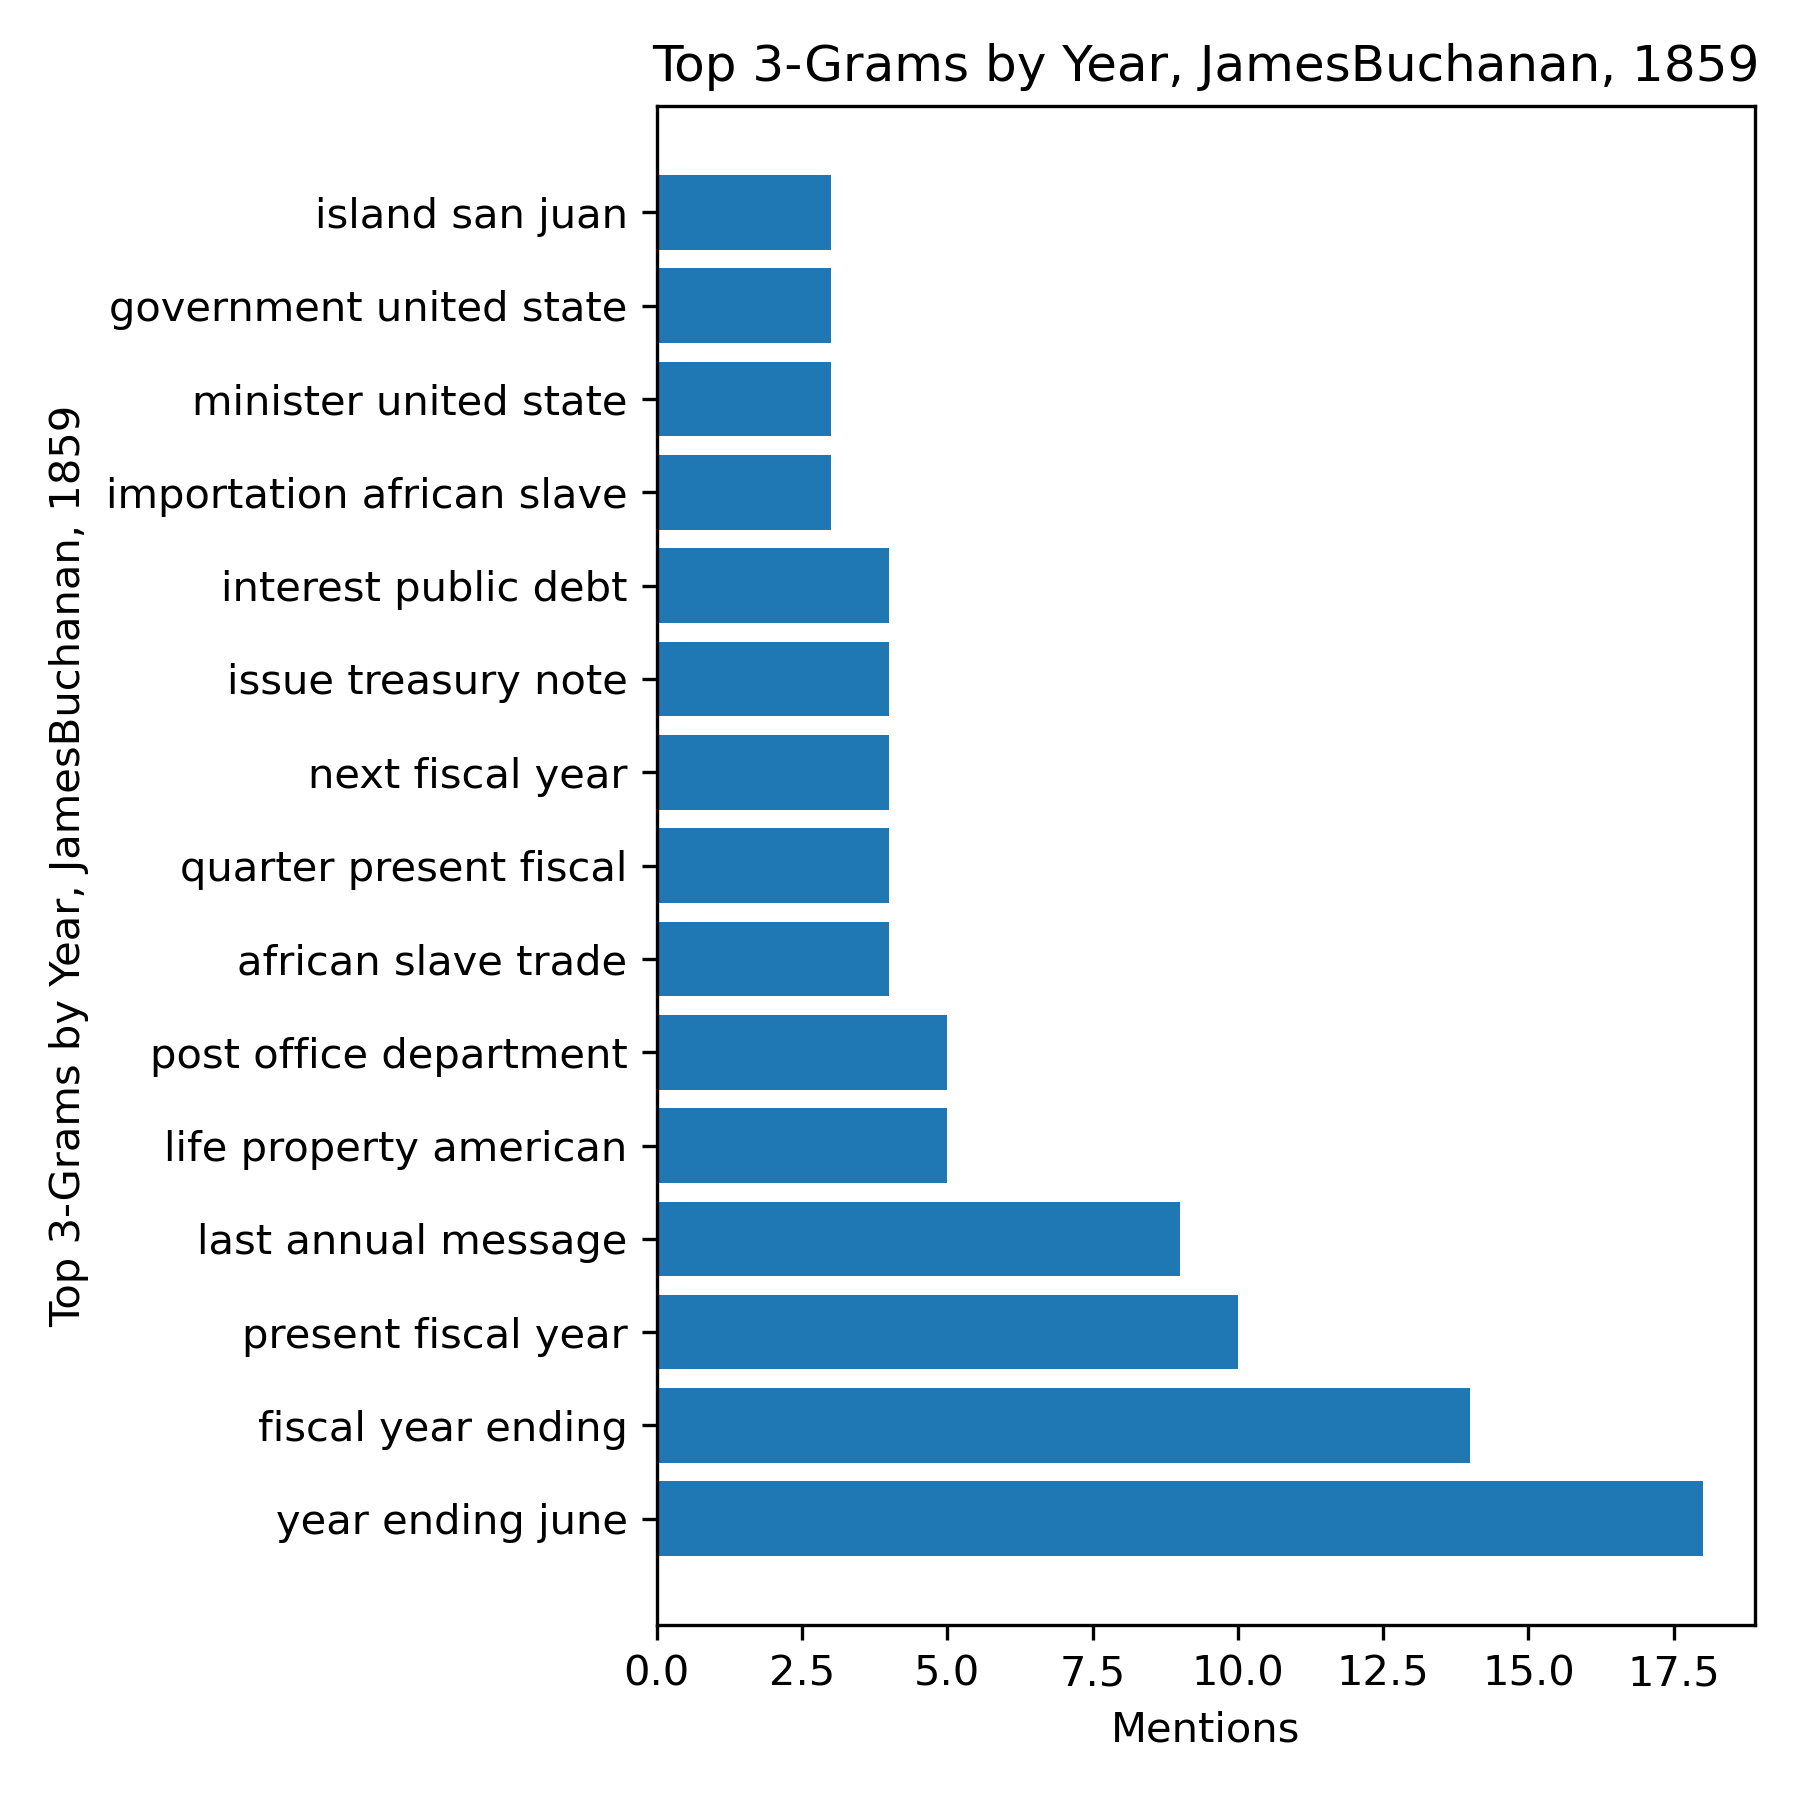 Top 3-Grams by Year, JamesBuchanan, 1859
Top 3-Grams by Year, JamesBuchanan, 1859
island san juan
government united state
minister united state
importation african slave
interest public debt
issue treasury note
next fiscal year
quarter present fiscal
african slave trade
post office department
life property american
last annual message
present fiscal year
fiscal year ending
year ending june
0.0 2.5 5.0 7.5 10.0 12.5 15.0 17.5
Mentions